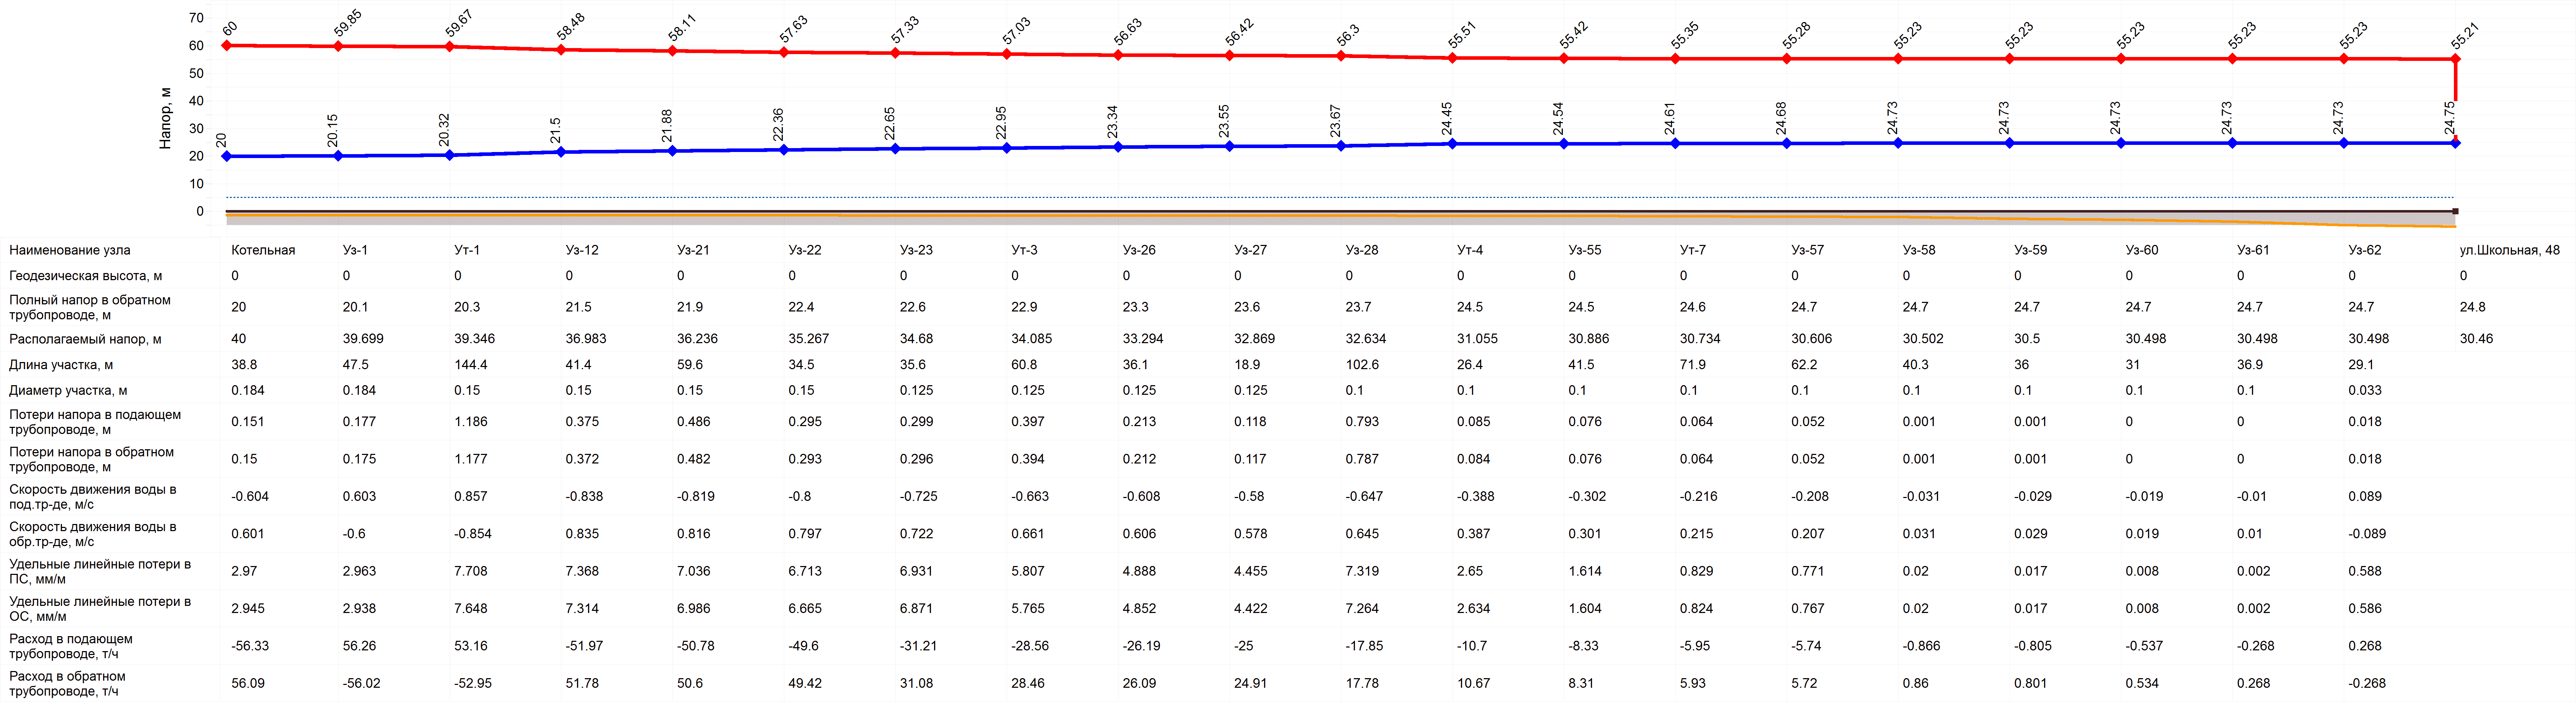 60 59.85 59.67 58.48 58.11 57.63 57.33 57.03 56.63 56.42 56.3 55.51 55.42 55.35 55.28 55.23 55.23 55.23 55.23 55.23 55.21
70
60
50
40
30
20
10
0
Напор, м
20 20.15 20.32 21.5 21.88 22.36 22.65 22.95 23.34 23.55 23.67 24.45 24.54 24.61 24.68 24.73 24.73 24.73 24.73 24.73 24.75
Наименование узла Котельная Уз-1 Ут-1 Уз-12 Уз-21 Уз-22 Уз-23 Ут-3 Уз-26 Уз-27 Уз-28 Ут-4 Уз-55 Ут-7 Уз-57 Уз-58 Уз-59 Уз-60 Уз-61 Уз-62 ул.Школьная, 48
Геодезическая высота, м 0 0 0 0 0 0 0 0 0 0 0 0 0 0 0 0 0 0 0 0 0
Полный напор в обратном
трубопроводе, м 20 20.1 20.3 21.5 21.9 22.4 22.6 22.9 23.3 23.6 23.7 24.5 24.5 24.6 24.7 24.7 24.7 24.7 24.7 24.7 24.8
Располагаемый напор, м 40 39.699 39.346 36.983 36.236 35.267 34.68 34.085 33.294 32.869 32.634 31.055 30.886 30.734 30.606 30.502 30.5 30.498 30.498 30.498 30.46
Длина участка, м 38.8 47.5 144.4 41.4 59.6 34.5 35.6 60.8 36.1 18.9 102.6 26.4 41.5 71.9 62.2 40.3 36 31 36.9 29.1
Диаметр участка, м 0.184 0.184 0.15 0.15 0.15 0.15 0.125 0.125 0.125 0.125 0.1 0.1 0.1 0.1 0.1 0.1 0.1 0.1 0.1 0.033
Потери напора в подающем
трубопроводе, м 0.151 0.177 1.186 0.375 0.486 0.295 0.299 0.397 0.213 0.118 0.793 0.085 0.076 0.064 0.052 0.001 0.001 0 0 0.018
Потери напора в обратном
трубопроводе, м 0.15 0.175 1.177 0.372 0.482 0.293 0.296 0.394 0.212 0.117 0.787 0.084 0.076 0.064 0.052 0.001 0.001 0 0 0.018
Скорость движения воды в
под.тр-де, м/с -0.604 0.603 0.857 -0.838 -0.819 -0.8 -0.725 -0.663 -0.608 -0.58 -0.647 -0.388 -0.302 -0.216 -0.208 -0.031 -0.029 -0.019 -0.01 0.089
Скорость движения воды в
обр.тр-де, м/с 0.601 -0.6 -0.854 0.835 0.816 0.797 0.722 0.661 0.606 0.578 0.645 0.387 0.301 0.215 0.207 0.031 0.029 0.019 0.01 -0.089
Удельные линейные потери в
ПС, мм/м 2.97 2.963 7.708 7.368 7.036 6.713 6.931 5.807 4.888 4.455 7.319 2.65 1.614 0.829 0.771 0.02 0.017 0.008 0.002 0.588
Удельные линейные потери в
ОС, мм/м 2.945 2.938 7.648 7.314 6.986 6.665 6.871 5.765 4.852 4.422 7.264 2.634 1.604 0.824 0.767 0.02 0.017 0.008 0.002 0.586
Расход в подающем
трубопроводе, т/ч -56.33 56.26 53.16 -51.97 -50.78 -49.6 -31.21 -28.56 -26.19 -25 -17.85 -10.7 -8.33 -5.95 -5.74 -0.866 -0.805 -0.537 -0.268 0.268
Расход в обратном
трубопроводе, т/ч 56.09 -56.02 -52.95 51.78 50.6 49.42 31.08 28.46 26.09 24.91 17.78 10.67 8.31 5.93 5.72 0.86 0.801 0.534 0.268 -0.268